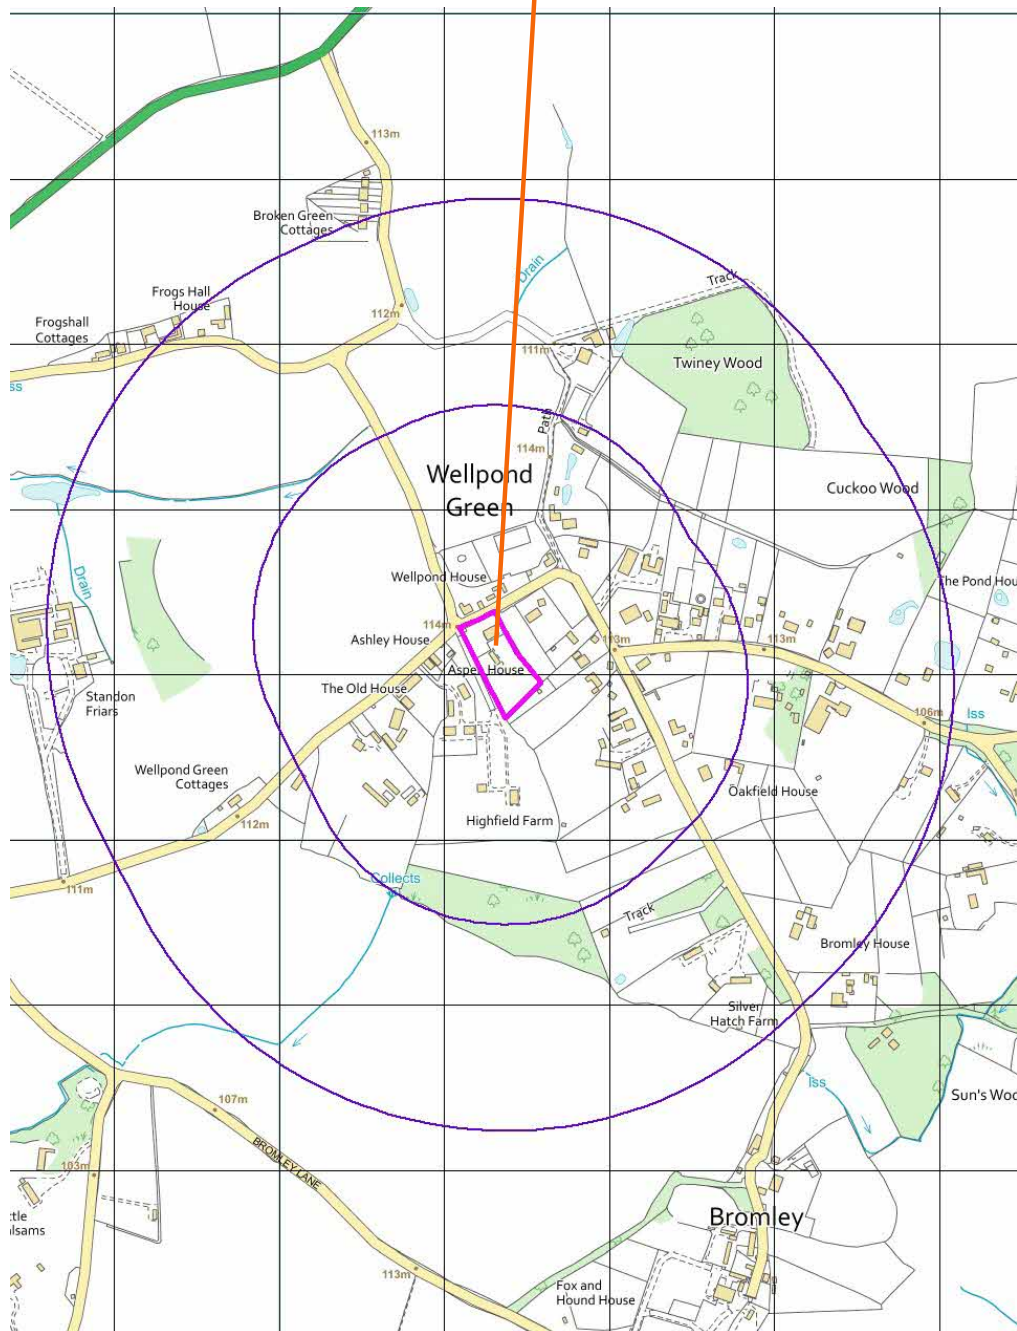 113m
Broken Green
Cottages
Drain
Track
Frogs Hall
House
112m
Frogshall
Cottages
111m
Twiney Wood
ss
Path
114m
Wellpond
Green
Cuckoo Wood
Wellpond House
Drain
The Pond Hou
114m
Ashley House
113m
113m
Aspen House
The Old House
Standon
Friars
106m
Iss
Wellpond Green
Cottages
Oakfield House
112m
Highfield Farm
111m
Collects
Track
Bromley House
Silver
Hatch Farm
Iss
Sun's Woo
107m
BROMLEY LANE
103m
ttle
alsams
Bromley
113m
Fox and
Hound House